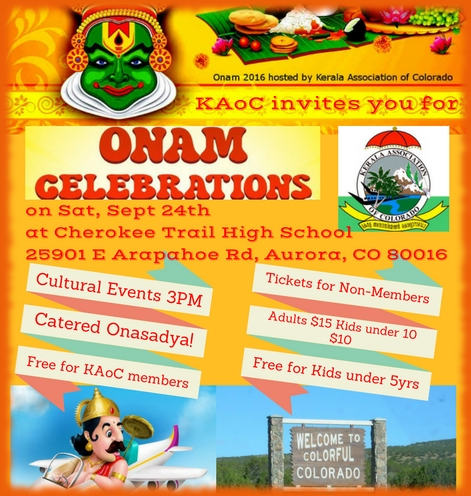 Onam 2016 hosted by Kerala Association of Colorado
KAoC invites you for
ONAM
CELEBRATIONS
KERALA ASSOCIATION
OF COLORADO
on Sat, Sept 24th
at Cherokee Trail High School
25901 E Arapahoe Rd, Aurora, CO 80016
Cultural Events 3PM
Catered Onasadya!
Free for KAoC members
Tickets for Non-Members
Adults $15 Kids under 10
$10
Free for Kids under 5yrs
WELCOME TO
COLORFUL
COLORADO